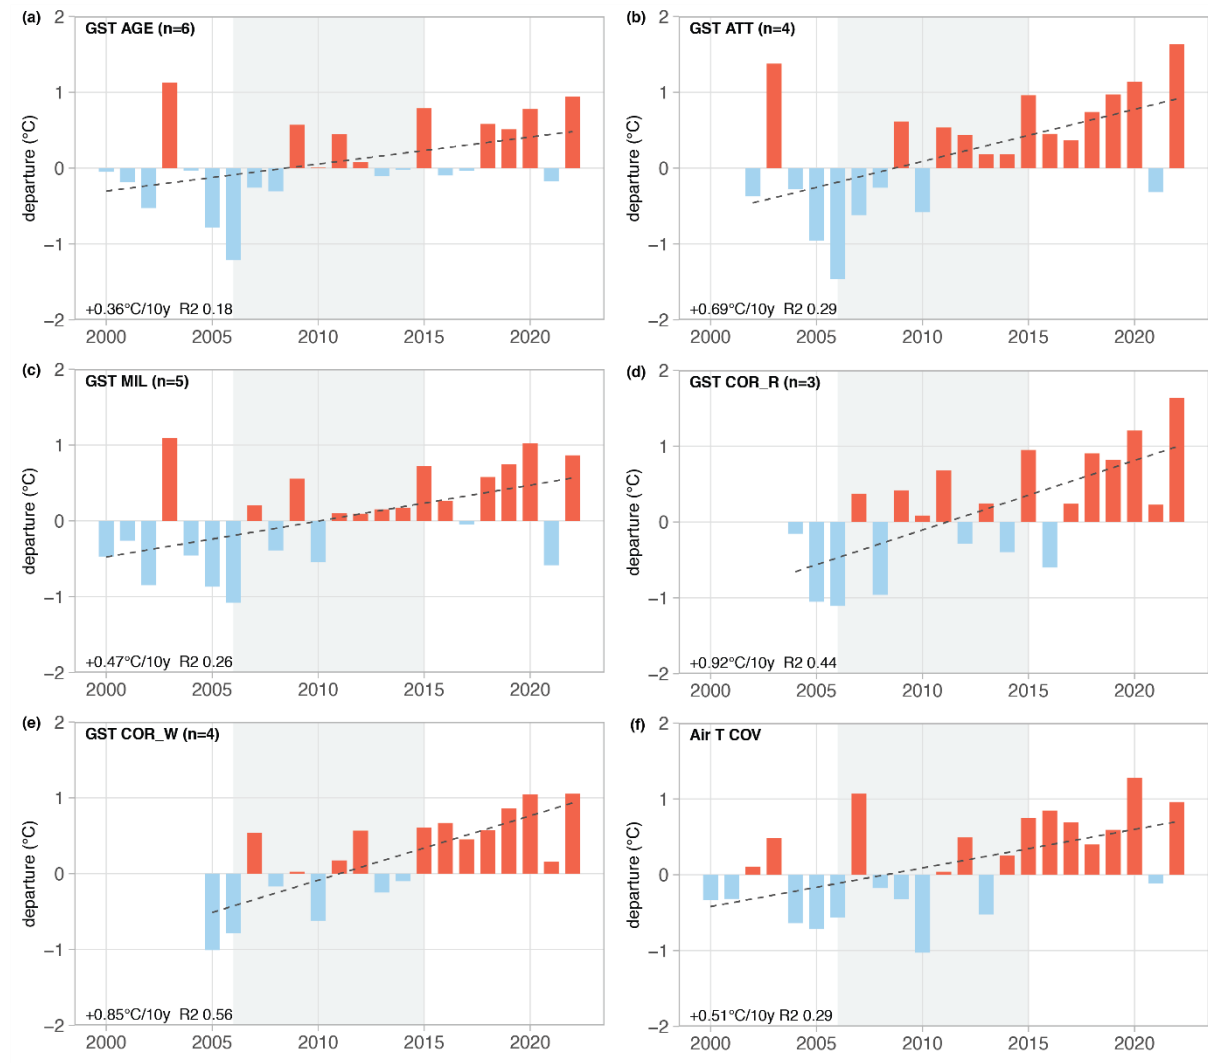 (a)
GST AGE (n=6)
2
1
0
−1
−2
departure (°C)
+0.36°C/10y R2 0.18
2000 2005 2010 2015 2020
(b)
GST ATT (n=4)
2
1
0
−1
−2
departure (°C)
+0.69°C/10y R2 0.29
2000 2005 2010 2015 2020
(c)
GST MIL (n=5)
2
1
0
−1
−2
departure (°C)
+0.47°C/10y R2 0.26
2000 2005 2010 2015 2020
(d)
GST COR_R (n=3)
2
1
0
−1
−2
departure (°C)
+0.92°C/10y R2 0.44
2000 2005 2010 2015 2020
(e)
GST COR_W (n=4)
2
1
0
−1
−2
departure (°C)
+0.85°C/10y R2 0.56
2000 2005 2010 2015 2020
(f)
Air T COV
2
1
0
−1
−2
departure (°C)
+0.51°C/10y R2 0.29
2000 2005 2010 2015 2020